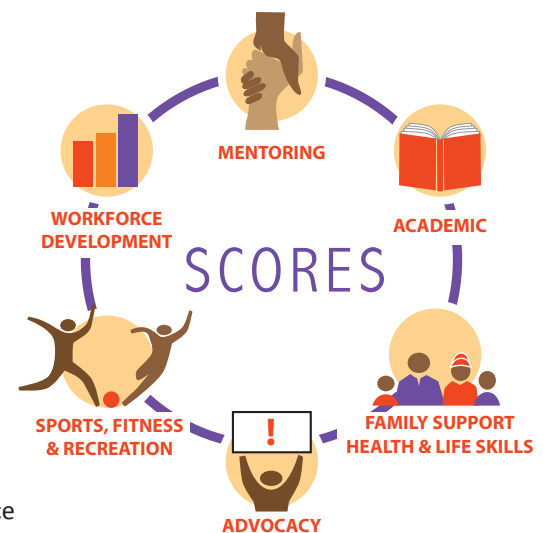 MENTORING
ACADEMIC
WORKFORCE
DEVELOPMENT
SCORES
SPORTS, FITNESS
& RECREATION
FAMILY SUPPORT
HEALTH & LIFE SKILLS
!
ADVOCACY